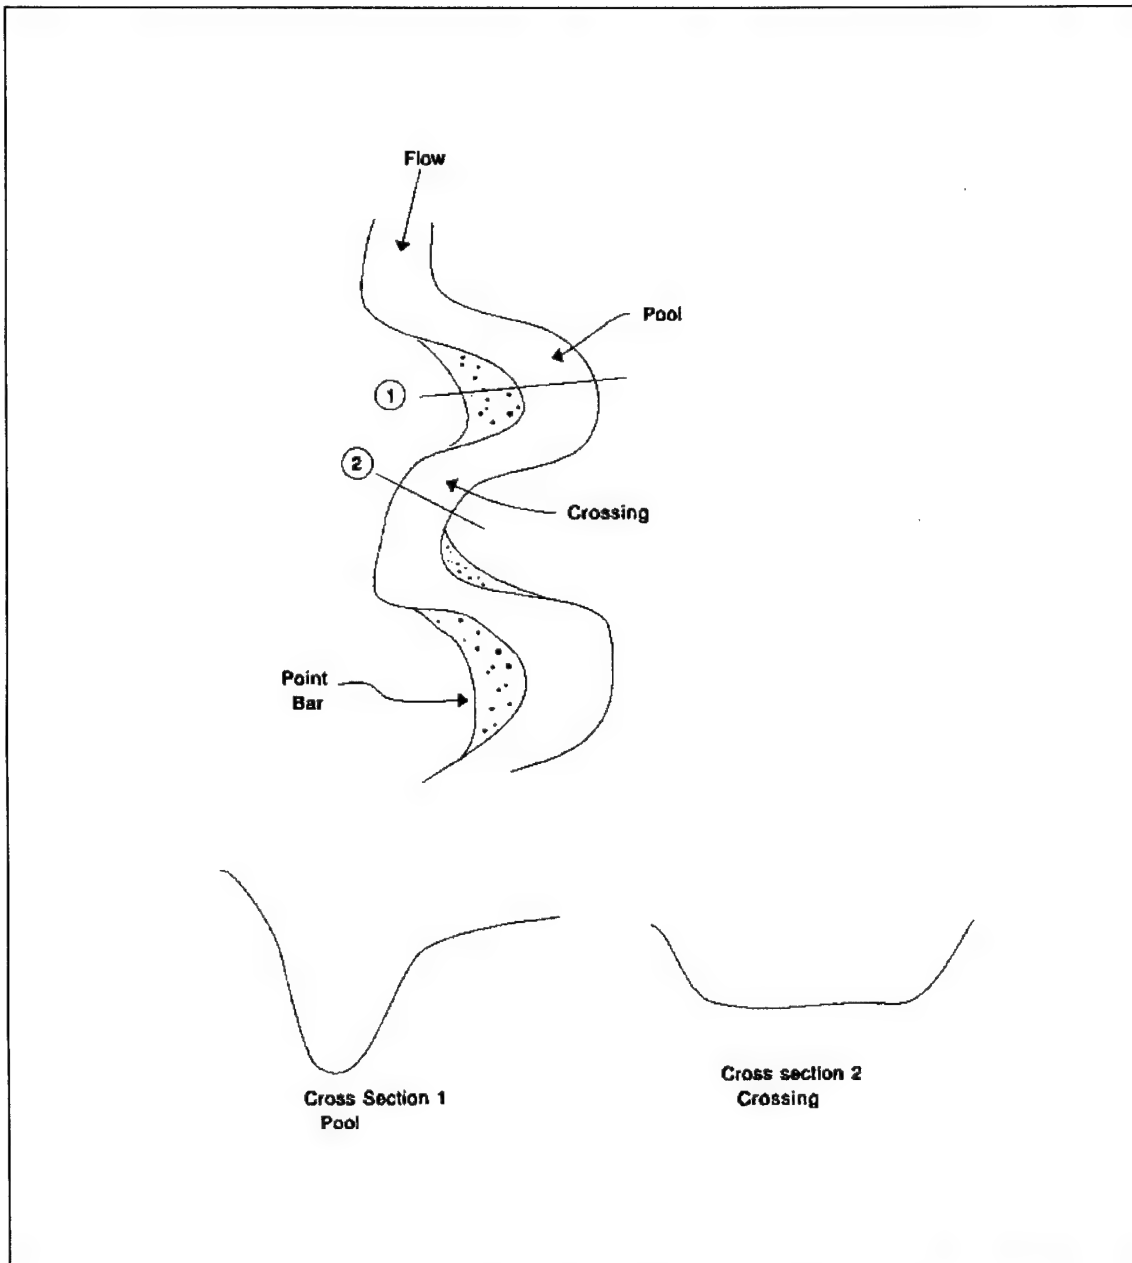 Flow
Pool
1
2
Crossing
Point
Bar
Cross Section 1
Pool
Cross section 2
Crossing